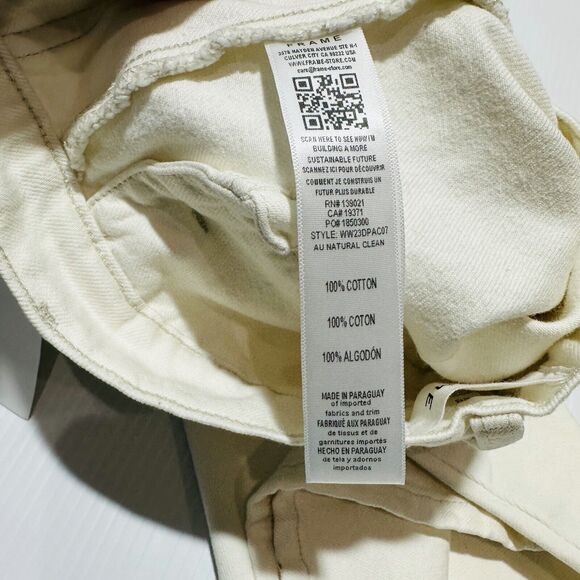 FRAME
3578 HAYDEN AVENUE STE N-1
CULVER CITY CA 90232 USA
WWW.FRAME-STORE.COM
care@frame-store.com
SCAN HERE TO SEE HOW I'M
BUILDING A MORE
SUSTAINABLE FUTURE
SCANNEZ ICI POUR DÉCOUVRIR
COMMENT JE CONSTRUIS UN
FUTUR PLUS DURABLE
RN# 139021
CA# 19371
PO# 1850300
STYLE: WW23DPAC07
AU NATURAL CLEAN
100% COTTON
100% COTON
100% ALGODÓN
MADE IN PARAGUAY
of imported
fabrics and trim
FABRIQUÉ AUX PARAGUAY
de tissus et de
garnitures importés
HECHO EN PARAGUAY
de tela y adornos
importados